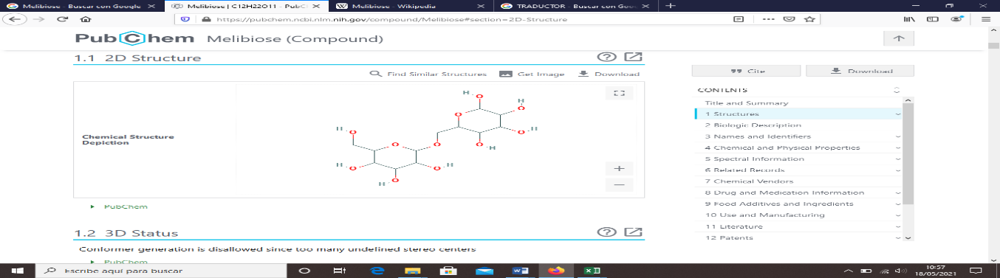 Melibiose - Buscar con Google
Melibiose | C12H22O11 - PubC
Melibiose - Wikipedia
TRADUCTOR - Buscar con Goo
https://pubchem.ncbi.nlm.nih.gov/compound/Melibiose#section=2D-Structure
PubChem Melibiose (Compound)
1.1 2D Structure
Find Similar Structures Get Image Download
Chemical Structure
Depiction
H O H
O O
H O O O H
O O O H
H O O H
H O
PubChem
1.2 3D Status
Conformer generation is disallowed since too many undefined stereo centers
PubChem
Cite Download
CONTENTS
Title and Summary
1 Structures
2 Biologic Description
3 Names and Identifiers
4 Chemical and Physical Properties
5 Spectral Information
6 Related Records
7 Chemical Vendors
8 Drug and Medication Information
9 Food Additives and Ingredients
10 Use and Manufacturing
11 Literature
12 Patents
Escribe aquí para buscar
10:57
18/05/2021